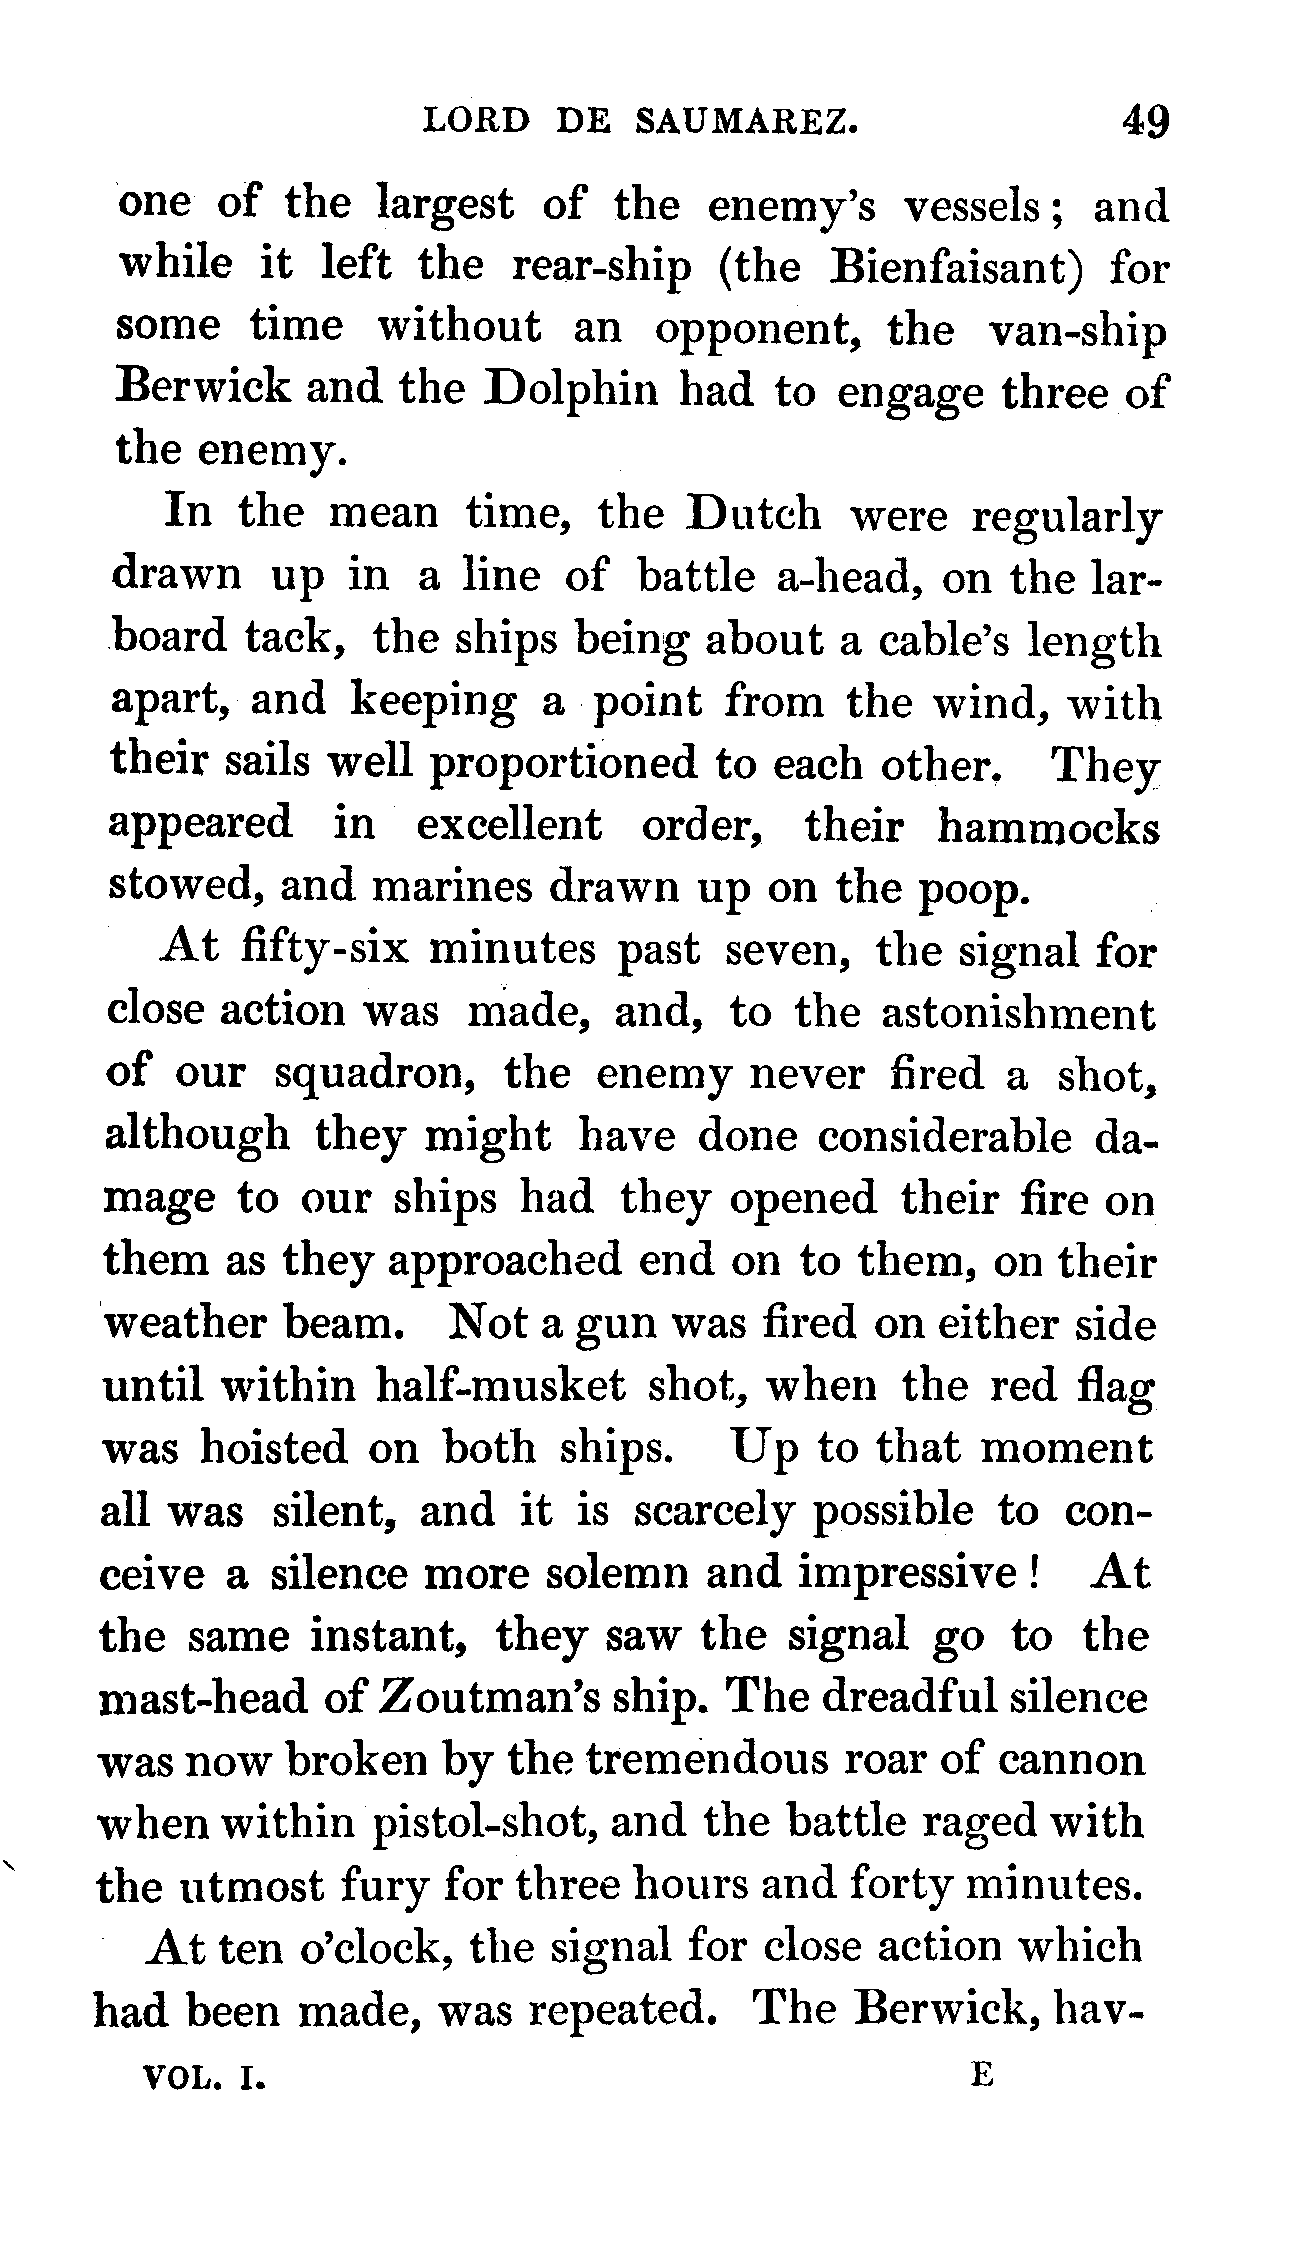 LORD DE SAUMAREZ. 49
one of the largest of the enemy's vessels; and
while it left the rear-ship (the Bienfaisant) for
some time without an opponent, the van-ship
Berwick and the Dolphin had to engage three of
the enemy.
In the mean time, the Dutch were regularly
drawn up in a line of battle a-head, on the lar-
board tack, the ships being about a cable's length
apart, and keeping a point from the wind, with
their sails well proportioned to each other. They
appeared in excellent order, their hammocks
stowed, and marines drawn up on the poop.
At fifty-six minutes past seven, the signal for
close action was made, and, to the astonishment
of our squadron, the enemy never fired a shot,
although they might have done considerable da-
mage to our ships had they opened their fire on
them as they approached end on to them, on their
weather beam. Not a gun was fired on either side
until within half-musket shot, when the red flag
was hoisted on both ships. Up to that moment
all was silent, and it is scarcely possible to con-
ceive a silence more solemn and impressive! At
the same instant, they saw the signal go to the
mast-head of Zoutman's ship. The dreadful silence
was now broken by the tremendous roar of cannon
when within pistol-shot, and the battle raged with
the utmost fury for three hours and forty minutes.
At ten o'clock, the signal for close action which
had been made, was repeated. The Berwick, hav-
VOL. I. E